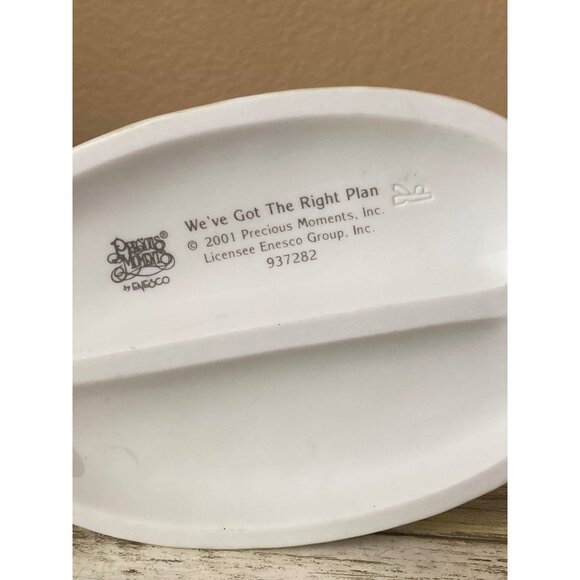 PRECIOUS MOMENTS®
by ENESCO
We've Got The Right Plan
© 2001 Precious Moments, Inc.
Licensee Enesco Group, Inc.
937282